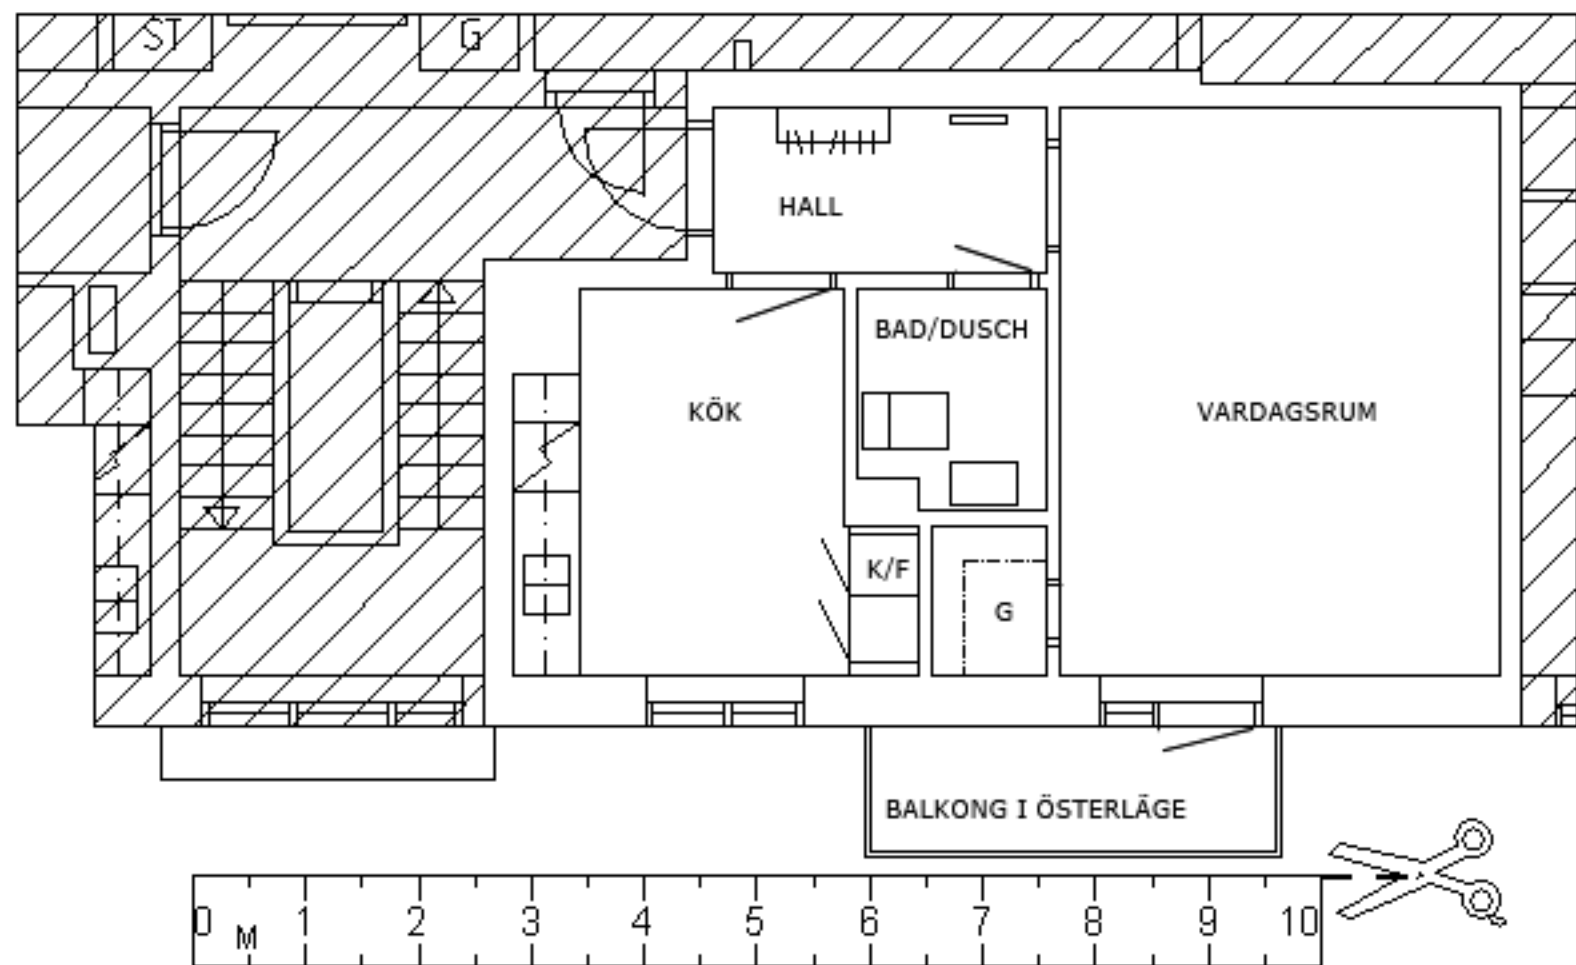 ST
G
HALL
BAD/DUSCH
KÖK
VARDAGSRUM
K/F
G
BALKONG I ÖSTERLÄGE
0 M 1 2 3 4 5 6 7 8 9 10